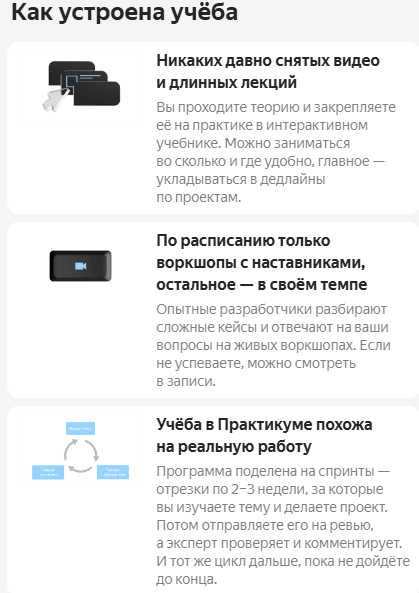 Как устроена учёба
Никаких давно снятых видео
и длинных лекций
Вы проходите теорию и закрепляете
её на практике в интерактивном
учебнике. Можно заниматься
во сколько и где удобно, главное —
укладываться в дедлайны
по проектам.
По расписанию только
воркшопы с наставниками,
остальное — в своём темпе
Опытные разработчики разбирают
сложные кейсы и отвечают на ваши
вопросы на живых воркшопах. Если
не успеваете, можно смотреть
в записи.
Учёба в Практикуме похожа
на реальную работу
Программа поделена на спринты —
отрезки по 2–3 недели, за которые
вы изучаете тему и делаете проект.
Потом отправляете его на ревью,
а эксперт проверяет и комментирует.
И тот же цикл дальше, пока не дойдёте
до конца.